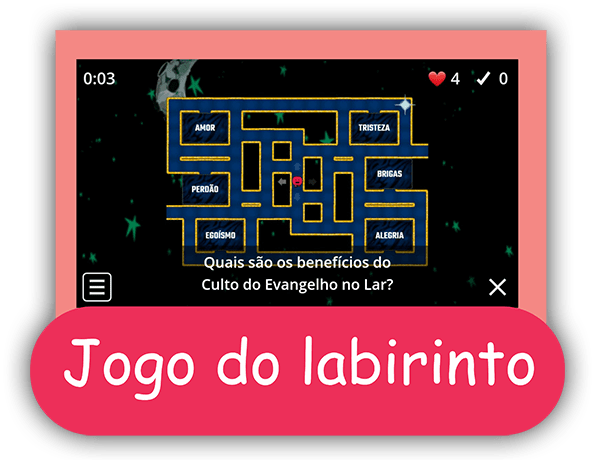 0:03
4
0
AMOR
TRISTEZA
BRIGAS
PERDÃO
EGOÍSMO
ALEGRIA
Quais são os benefícios do
Culto do Evangelho no Lar?
Jogo do labirinto